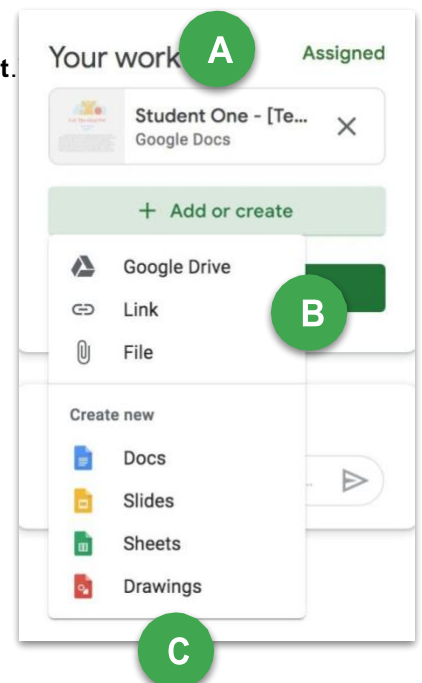 A
t.
Your work
Assigned
Student One - [Te...
Google Docs
+ Add or create
Google Drive
B
Link
File
Create new
Docs
Slides
Sheets
Drawings
C